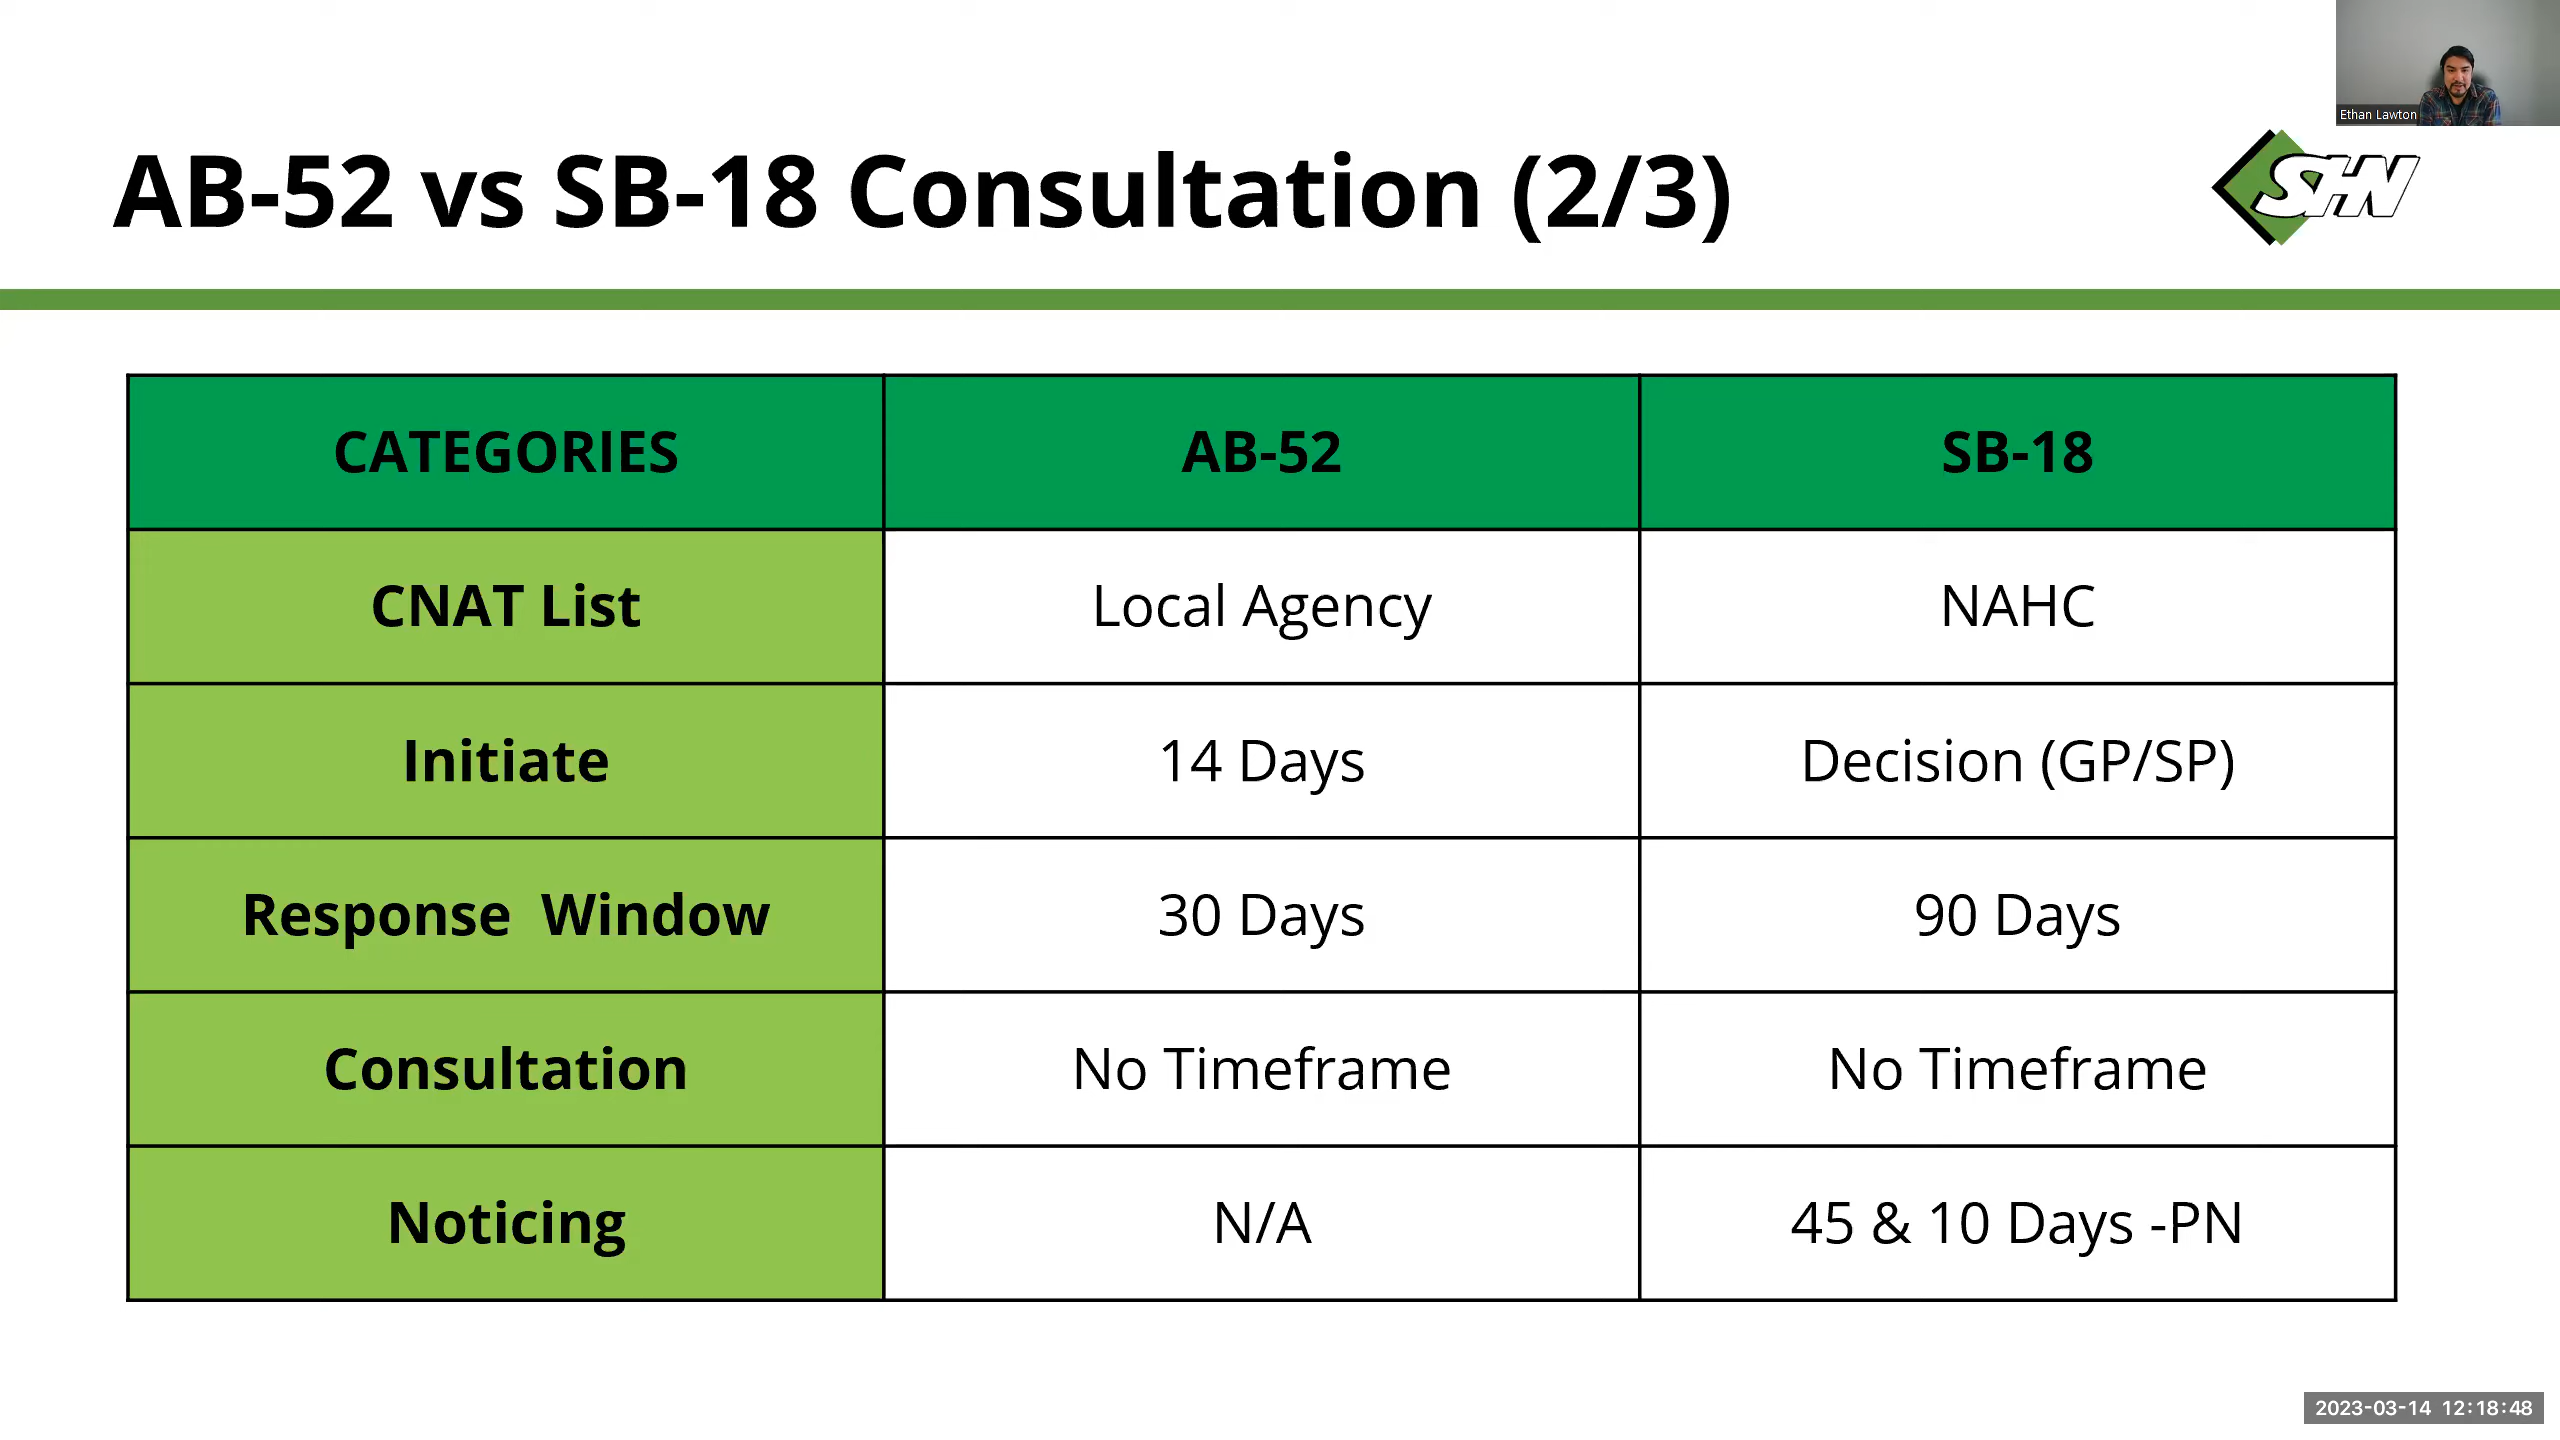 Ethan Lawton
AB-52 vs SB-18 Consultation (2/3)
SHN
CATEGORIES AB-52 SB-18
CNAT List Local Agency NAHC
Initiate 14 Days Decision (GP/SP)
Response  Window 30 Days 90 Days
Consultation No Timeframe No Timeframe
Noticing N/A 45 & 10 Days -PN
2023-03-14 12:18:48